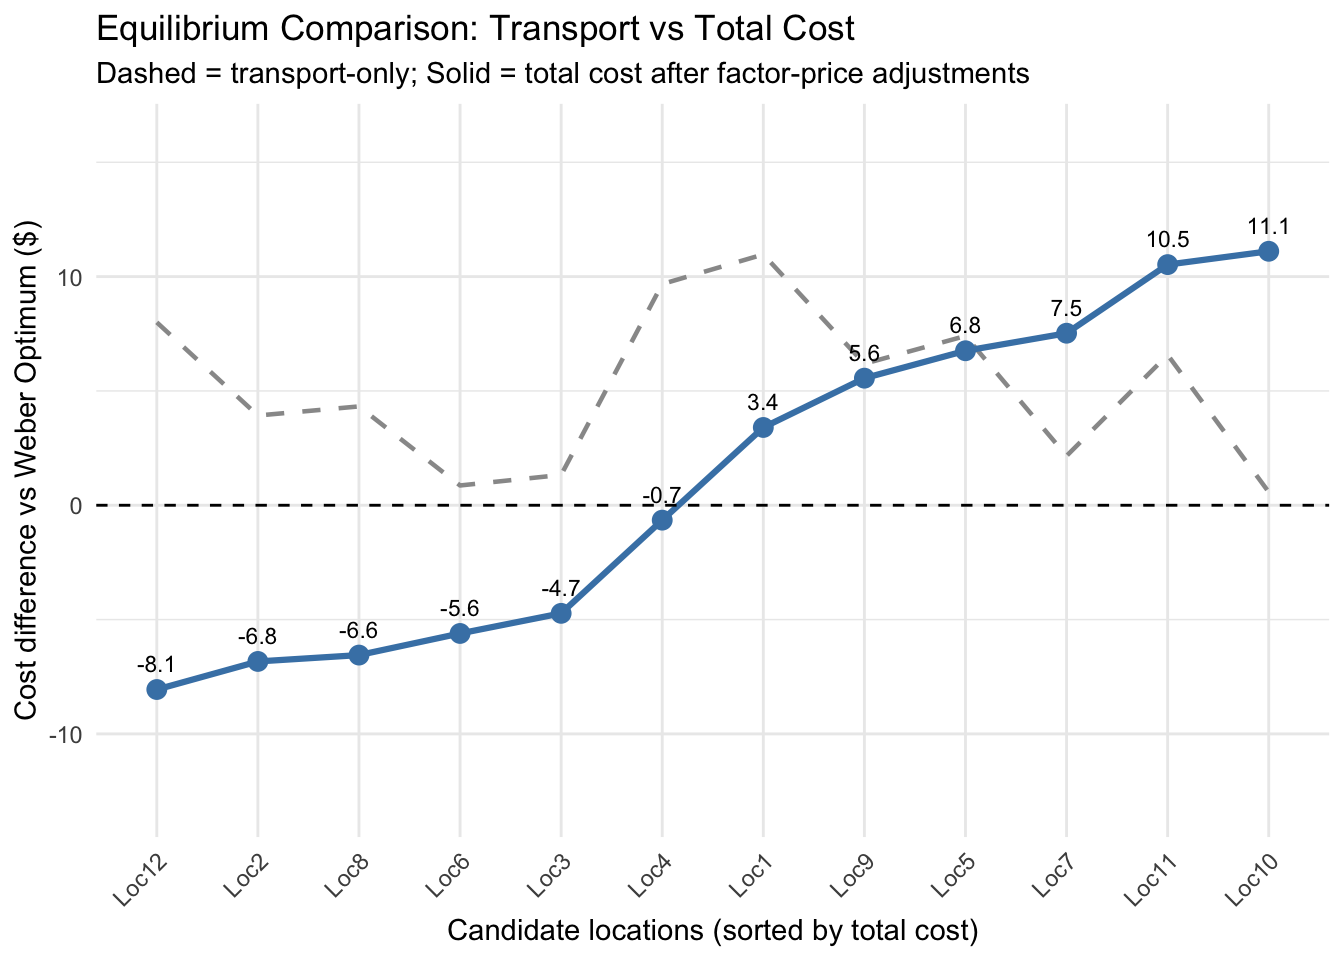 Equilibrium Comparison: Transport vs Total Cost
Dashed = transport-only; Solid = total cost after factor-price adjustments
Cost difference vs Weber Optimum ($)
10
0
-10
-8.1
-6.8
-6.6
-5.6
-4.7
-0.7
3.4
5.6
6.8
7.5
10.5
11.1
Loc12
Loc2
Loc8
Loc6
Loc3
Loc4
Loc1
Loc9
Loc5
Loc7
Loc11
Loc10
Candidate locations (sorted by total cost)